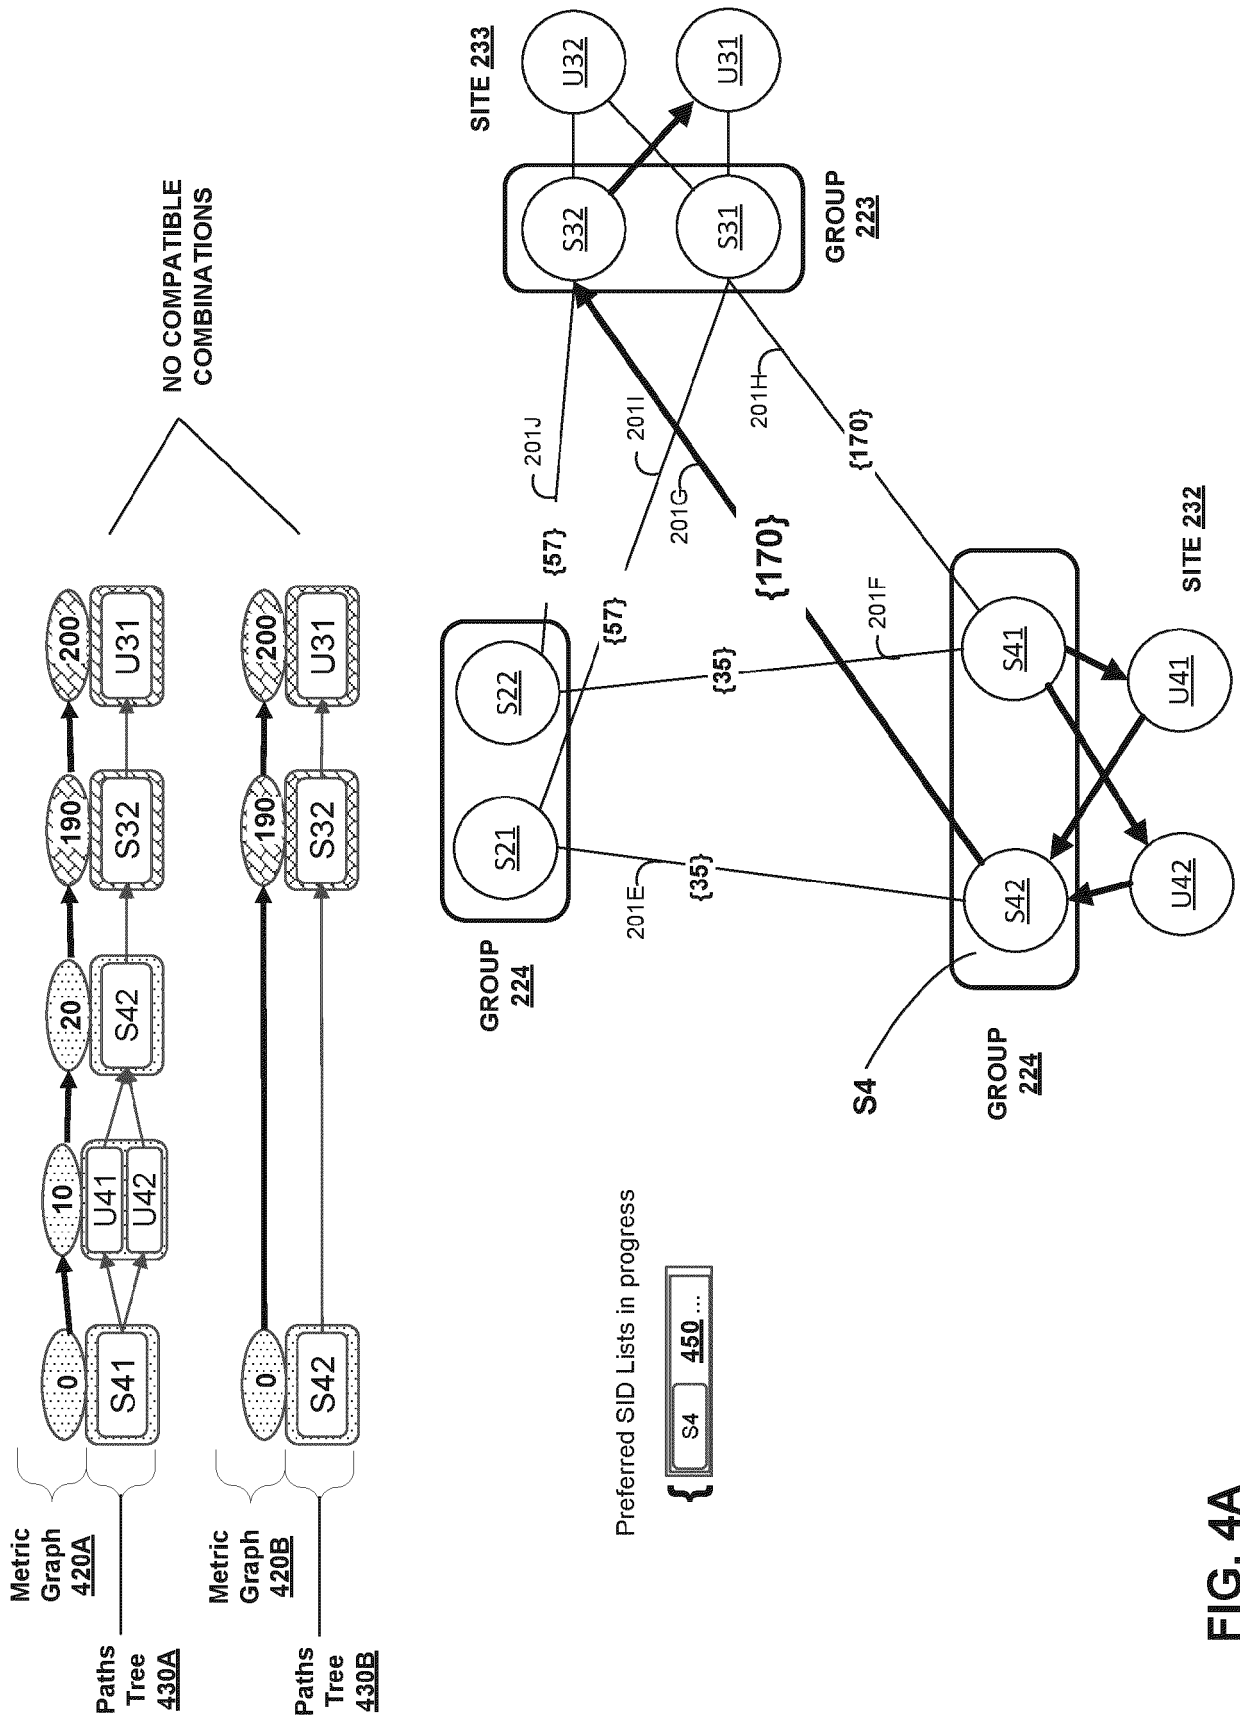 Metric
Graph
420A
Paths
Tree
430A
0
10
20
190
200
S41
U41
U42
S42
S32
U31
NO COMPATIBLE
COMBINATIONS
Metric
Graph
420B
Paths
Tree
430B
0
190
200
S42
S32
U31
Preferred SID Lists in progress
{
S4
450 ...
GROUP
224
S21
S22
{57}
201J
{57}
201I
201G
{170}
201H
{170}
SITE 233
S32
U32
S31
U31
GROUP
223
201E
{35}
{35}
201F
S4
GROUP
224
S42
S41
U42
U41
SITE 232
FIG. 4A